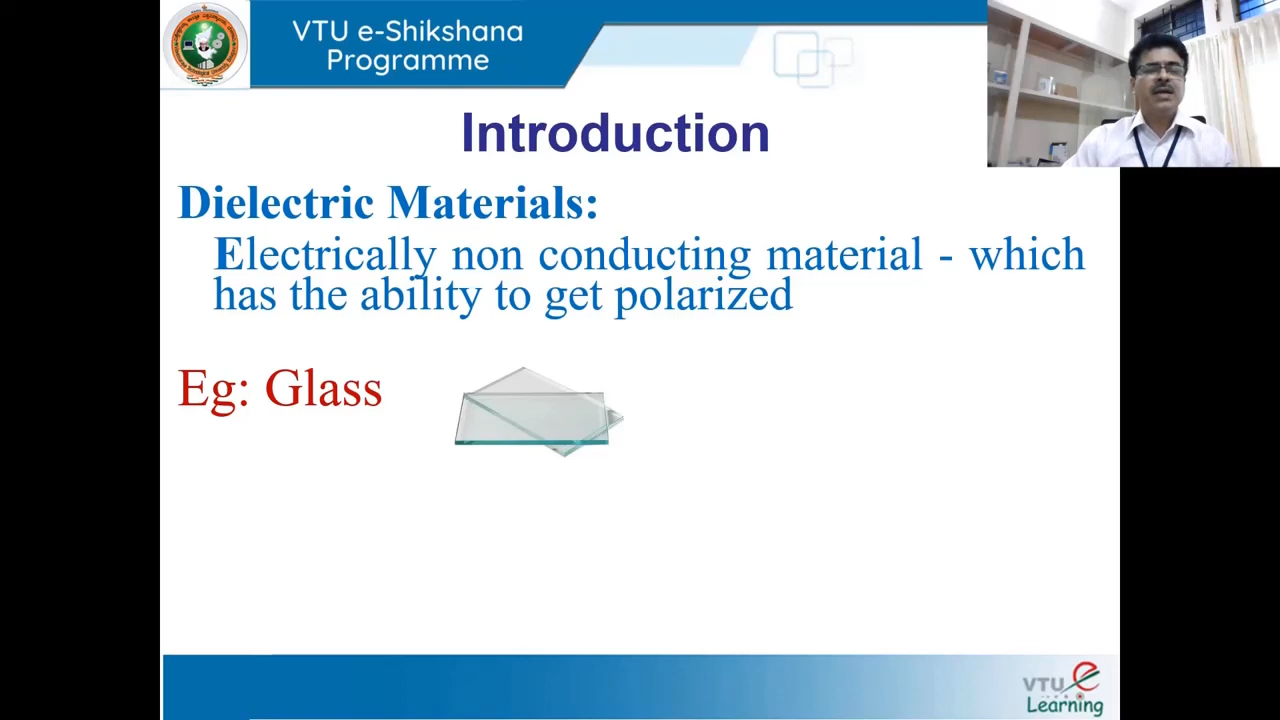 VTU e-Shikshana
Programme
Introduction
Dielectric Materials:
Electrically non conducting material - which
has the ability to get polarized
Eg: Glass
VTU e
Learning